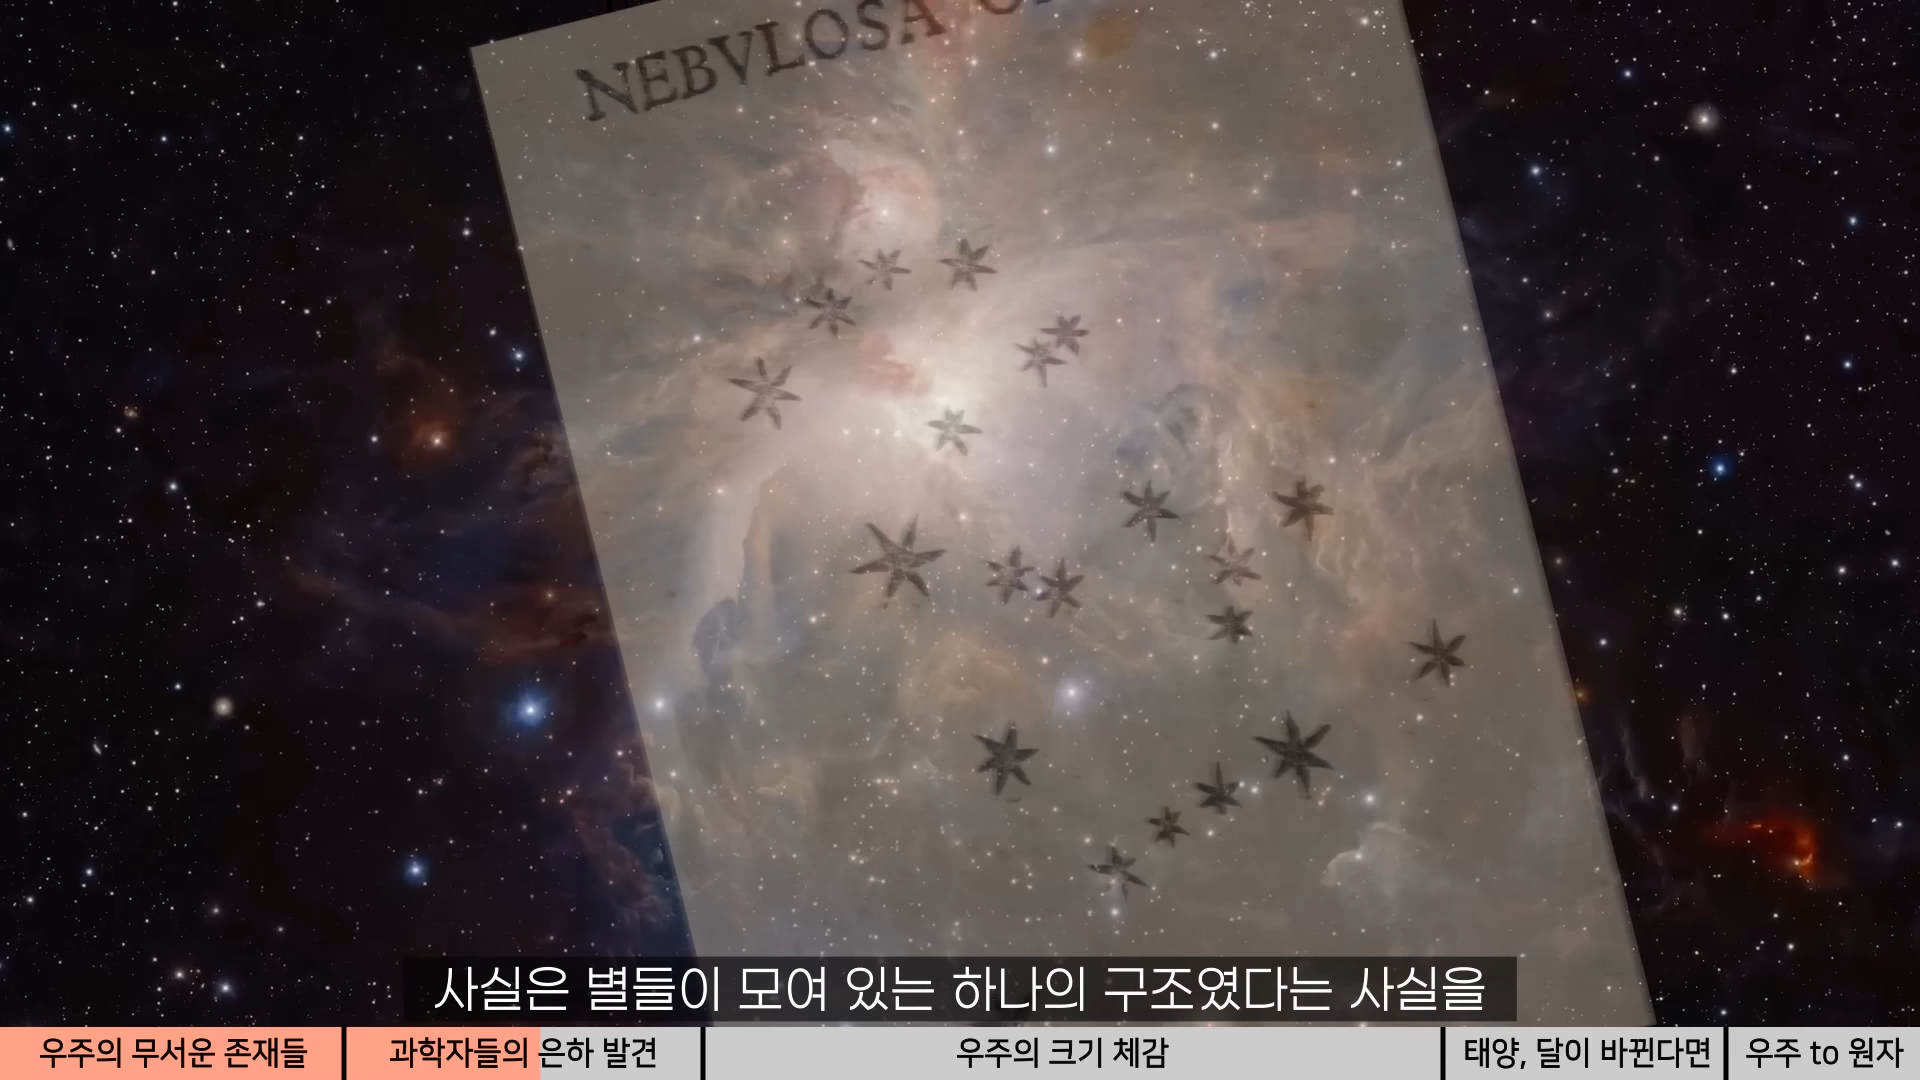 NEBVLOSA
사실은 별들이 모여 있는 하나의 구조였다는 사실을
우주의 무서운 존재들
과학자들의 은하 발견
우주의 크기 체감
태양, 달이 바뀐다면
우주 to 원자